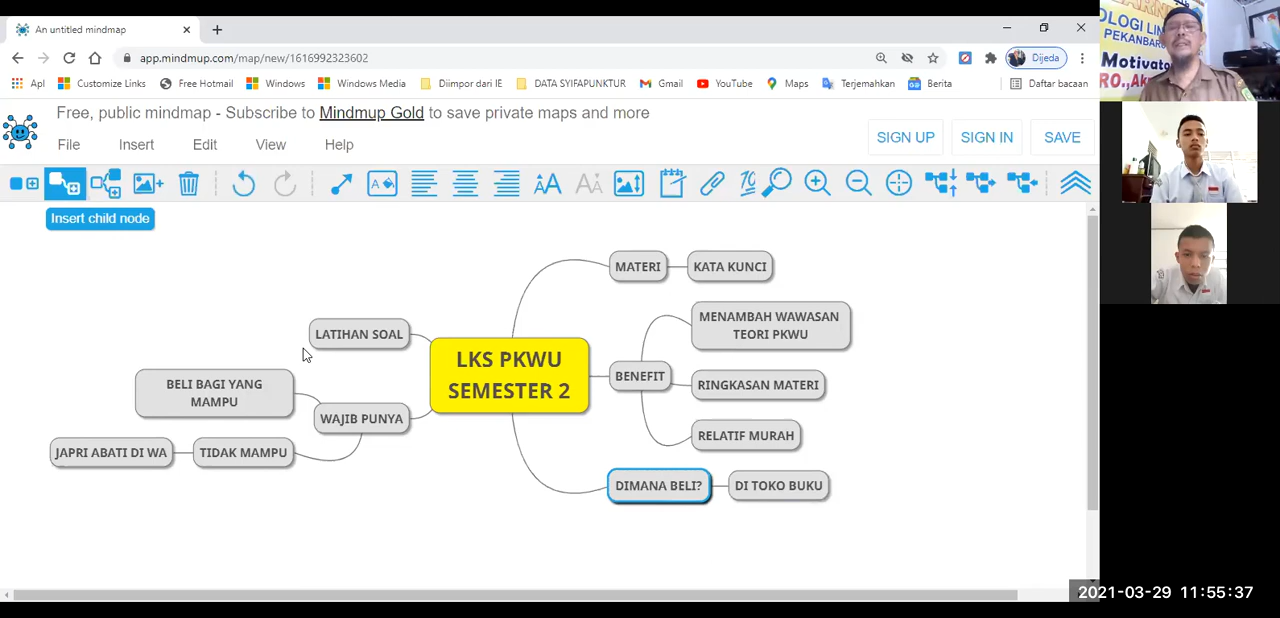 An untitled mindmap
app.mindmup.com/map/new/1616992323602
Dijeda
Apl
Customize Links
Free Hotmail
Windows
Windows Media
Diimpor dari IE
DATA SYIFAPUNKTUR
Gmail
YouTube
Maps
Terjemahkan
Berita
Daftar bacaan
Free, public mindmap - Subscribe to Mindmup Gold to save private maps and more
File
Insert
Edit
View
Help
SIGN UP
SIGN IN
SAVE
Insert child node
MATERI
KATA KUNCI
MENAMBAH WAWASAN
TEORI PKWU
LATIHAN SOAL
LKS PKWU
SEMESTER 2
BENEFIT
RINGKASAN MATERI
BELI BAGI YANG
MAMPU
WAJIB PUNYA
RELATIF MURAH
JAPRI ABATI DI WA
TIDAK MAMPU
DIMANA BELI?
DI TOKO BUKU
OLOGI LIN
PEKANBAR
Motivato
2021-03-29 11:55:37